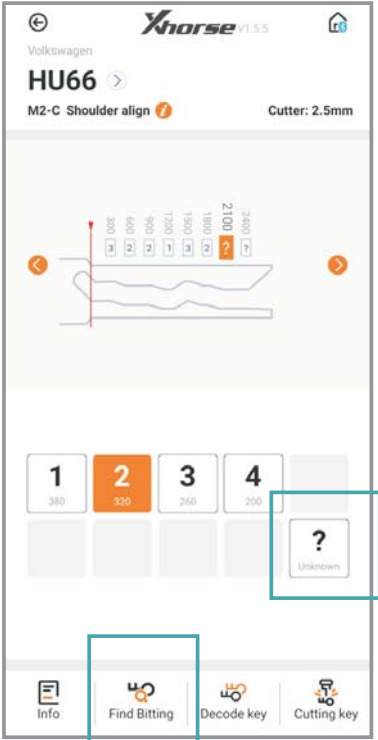 Xhorse V1.5.5
Volkswagen
HU66
M2-C Shoulder align i Cutter: 2.5mm
300 600 900 1200 1500 1800 2100 2400
3 2 2 1 3 2 ? ?
1 2 3 4
380 320 260 200
?
Unknown
Info Find Bitting Decode key Cutting key